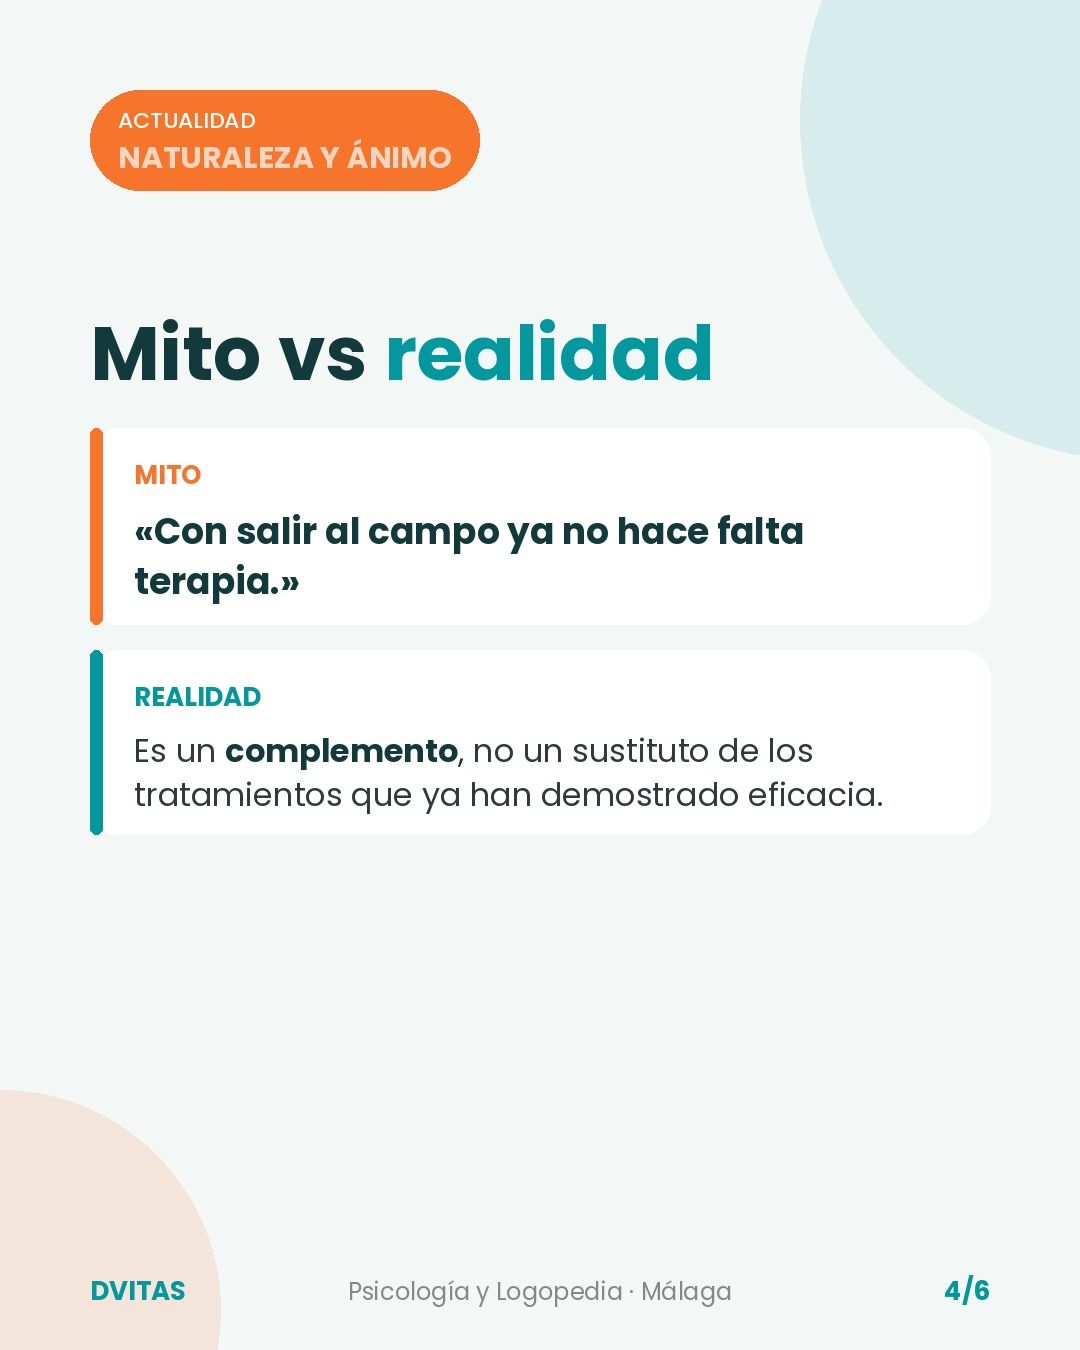 ACTUALIDAD
NATURALEZA Y ÁNIMO
Mito vs realidad
MITO
«Con salir al campo ya no hace falta
terapia.»
REALIDAD
Es un complemento, no un sustituto de los
tratamientos que ya han demostrado eficacia.
DVITAS
Psicología y Logopedia · Málaga
4/6